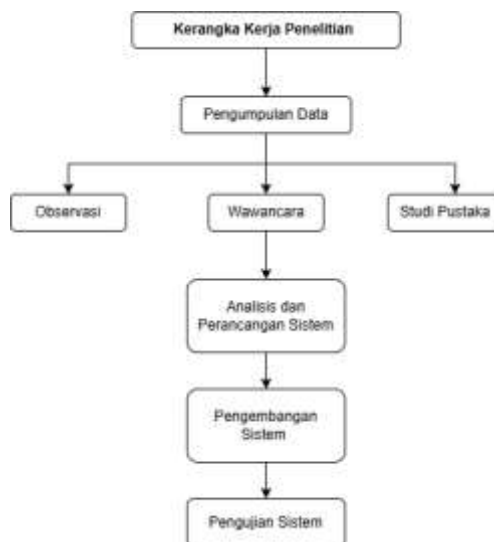 Kerangka Kerja Penelitian
Pengumpulan Data
Observasi
Wawancara
Studi Pustaka
Analisis dan
Perancangan Sistem
Pengembangan
Sistem
Pengujian Sistem